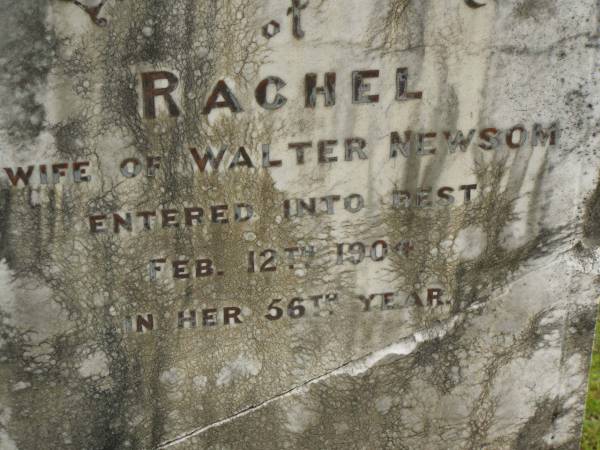 of
RACHEL
WIFE OF WALTER NEWSOM
ENTERED INTO REST
FEB. 12TH 1904
IN HER 56TH YEAR.